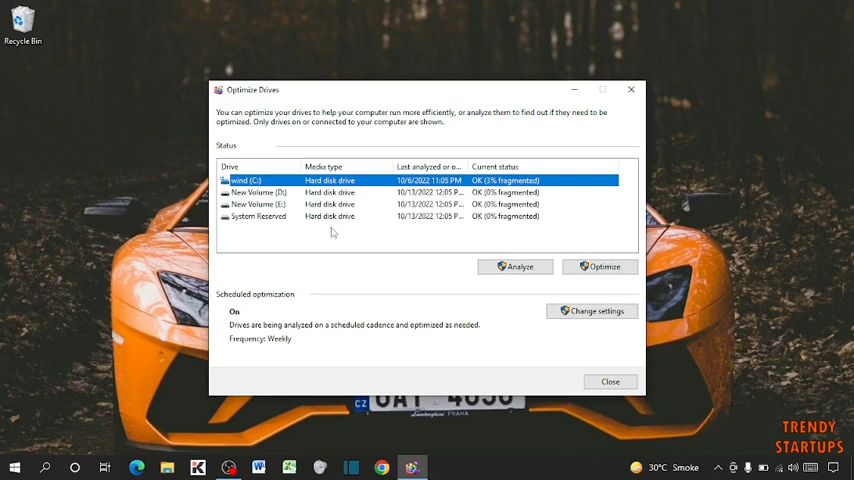 Recycle Bin
Optimize Drives
You can optimize your drives to help your computer run more efficiently, or analyze them to find out if they need to be
optimized. Only drives on or connected to your computer are shown.
Status
Drive Media type Last analyzed or o... Current status
wind (C:) Hard disk drive 10/6/2022 11:05 PM OK (3% fragmented)
New Volume (D:) Hard disk drive 10/13/2022 12:05 P... OK (0% fragmented)
New Volume (E:) Hard disk drive 10/13/2022 12:05 P... OK (0% fragmented)
System Reserved Hard disk drive 10/13/2022 12:05 P... OK (0% fragmented)
Analyze Optimize
Scheduled optimization
On
Change settings
Drives are being analyzed on a scheduled cadence and optimized as needed.
Frequency: Weekly
Close
CZ
Lamborghini PRAHA
TRENDY
STARTUPS
30°C Smoke